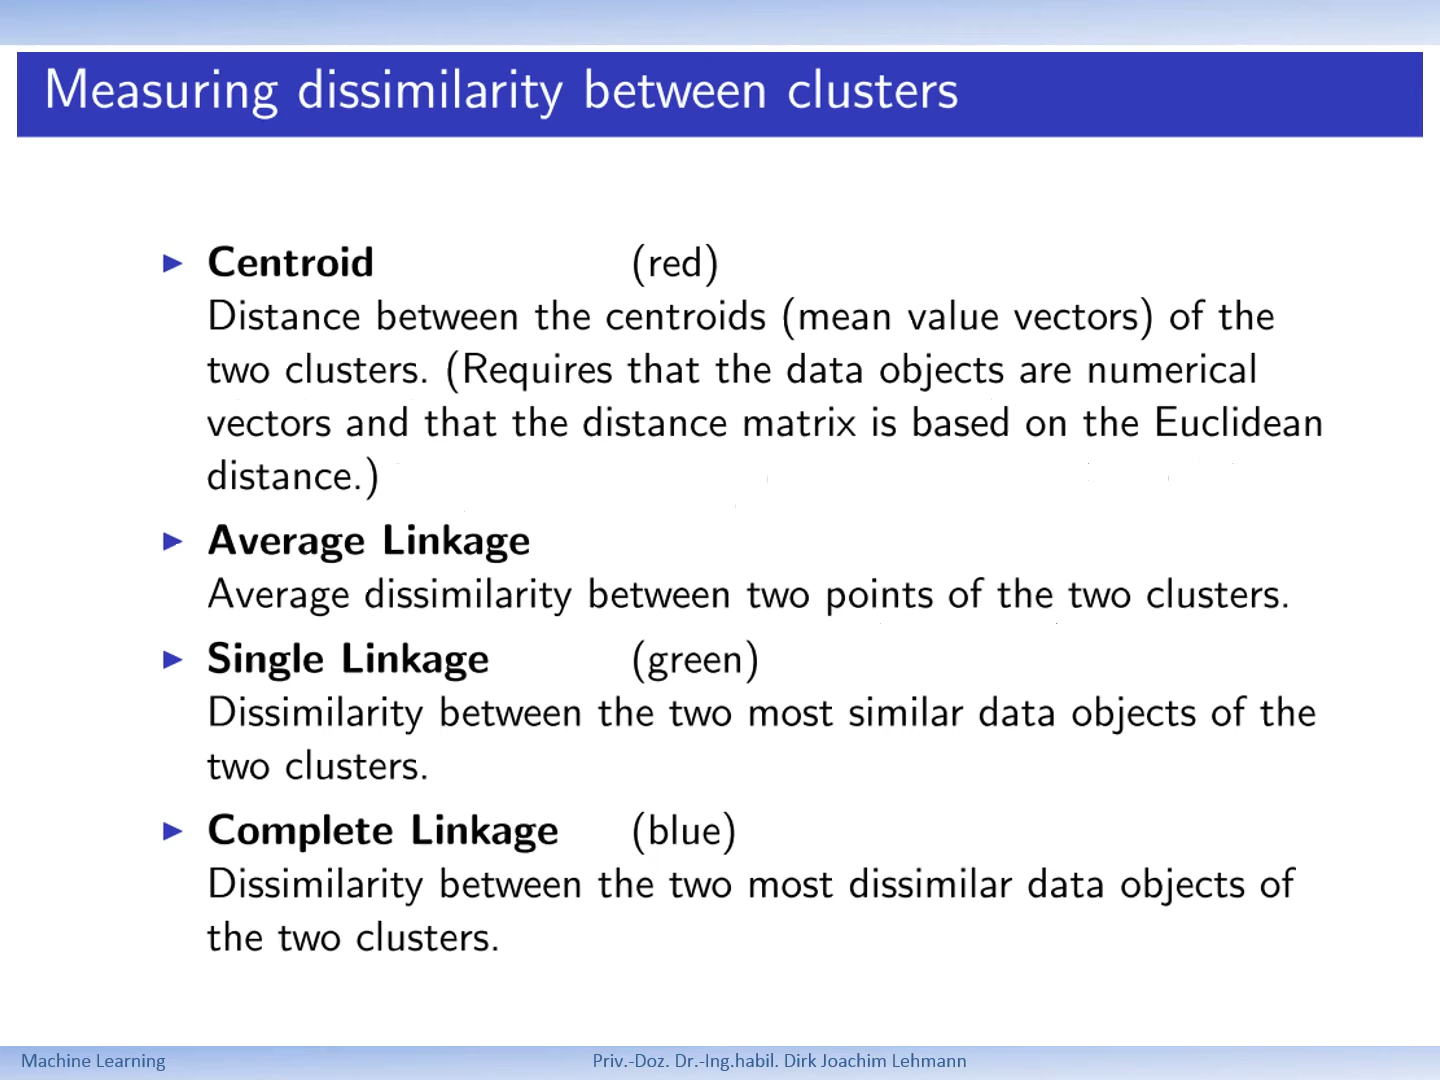 Measuring dissimilarity between clusters
▶ Centroid (red)
Distance between the centroids (mean value vectors) of the
two clusters. (Requires that the data objects are numerical
vectors and that the distance matrix is based on the Euclidean
distance.)
▶ Average Linkage
Average dissimilarity between two points of the two clusters.
▶ Single Linkage (green)
Dissimilarity between the two most similar data objects of the
two clusters.
▶ Complete Linkage (blue)
Dissimilarity between the two most dissimilar data objects of
the two clusters.
Machine Learning Priv.-Doz. Dr.-Ing.habil. Dirk Joachim Lehmann